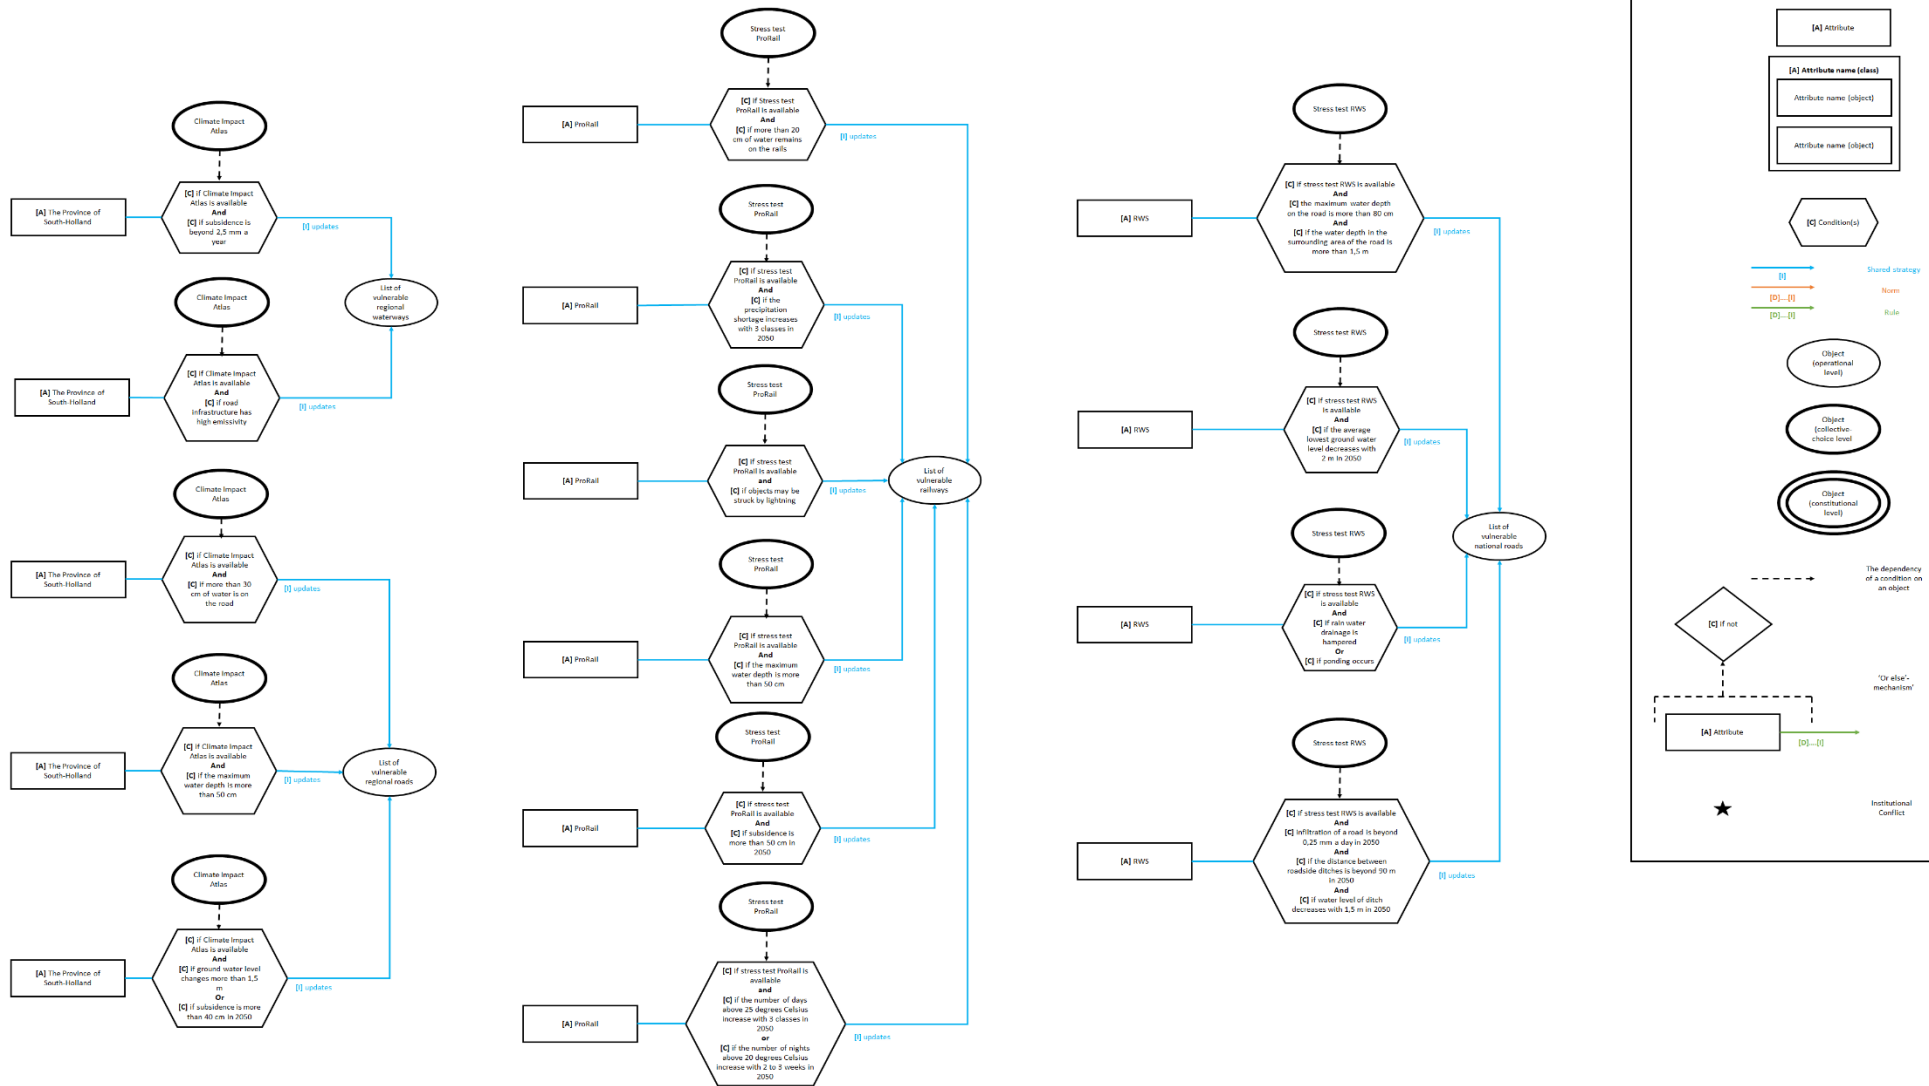 Climate Impact
Atlas
[A] The Province of
South-Holland
[C] if Climate Impact
Atlas is available
And
[C] if subsidence is
beyond 2,5 mm a
year
[I] updates
Climate Impact
Atlas
[A] The Province of
South-Holland
[C] if Climate Impact
Atlas is available
And
[C] if road
infrastructure has
high emissivity
[I] updates
List of
vulnerable
regional
waterways
Climate Impact
Atlas
[A] The Province of
South-Holland
[C] if Climate Impact
Atlas is available
And
[C] if more than 30
cm of water is on
the road
[I] updates
Climate Impact
Atlas
[A] The Province of
South-Holland
[C] if Climate Impact
Atlas is available
And
[C] if the maximum
water depth is more
than 50 cm
[I] updates
List of
vulnerable
regional roads
Climate Impact
Atlas
[A] The Province of
South-Holland
[C] if Climate Impact
Atlas is available
And
[C] if ground water level
changes more than 1,5
m
Or
[C] if subsidence is more
than 40 cm in 2050
[I] updates
Stress test
ProRail
[A] ProRail
[C] if Stress test
ProRail is available
And
[C] if more than 20
cm of water remains
on the rails
[I] updates
Stress test
ProRail
[A] ProRail
[C] if stress test
ProRail is available
And
[C] if the
precipitation
shortage increases
with 3 classes in
2050
[I] updates
Stress test
ProRail
[A] ProRail
[C] if stress test
ProRail is available
and
[C] if objects may be
struck by lightning
[I] updates
List of
vulnerable
railways
Stress test
ProRail
[A] ProRail
[C] if stress test
ProRail is available
And
[C] if the maximum
water depth is more
than 50 cm
[I] updates
Stress test
ProRail
[A] ProRail
[C] if stress test
ProRail is available
And
[C] if subsidence is
more than 50 cm in
2050
[I] updates
Stress test
ProRail
[A] ProRail
[C] if stress test ProRail is
available
and
[C] if the number of days
above 25 degrees Celsius
increase with 3 classes in
2050
or
[C] if the number of nights
above 20 degrees Celsius
increase with 2 to 3 weeks in
2050
[I] updates
Stress test RWS
[A] RWS
[C] if stress test RWS is available
And
[C] the maximum water depth
on the road is more than 80 cm
And
[C] if the water depth in the
surrounding area of the road is
more than 1,5 m
[I] updates
Stress test RWS
[A] RWS
[C] if stress test RWS
is available
And
[C] if the average
lowest ground water
level decreases with
2 m in 2050
[I] updates
List of
vulnerable
national roads
Stress test RWS
[A] RWS
[C] if stress test RWS
is available
And
[C] if rain water
drainage is
hampered
Or
[C] if ponding occurs
[I] updates
Stress test RWS
[A] RWS
[C] if stress test RWS is available
And
[C] infiltration of a road is beyond
0,25 mm a day in 2050
And
[C] if the distance between
roadside ditches is beyond 90 m
in 2050
And
[C] if water level of ditch
decreases with 1,5 m in 2050
[I] updates
[A] Attribute
[A] Attribute name (class)
Attribute name (object)
Attribute name (object)
[C] Condition(s)
[I]
Shared strategy
[D]....[I]
Norm
[D]....[I]
Rule
Object
(operational
level)
Object
(collective-
choice level
Object
(constitutional
level)
The dependency
of a condition on
an object
[C] if not
'Or else'-
mechanism'
[A] Attribute
[D]....[I]
Institutional
Conflict